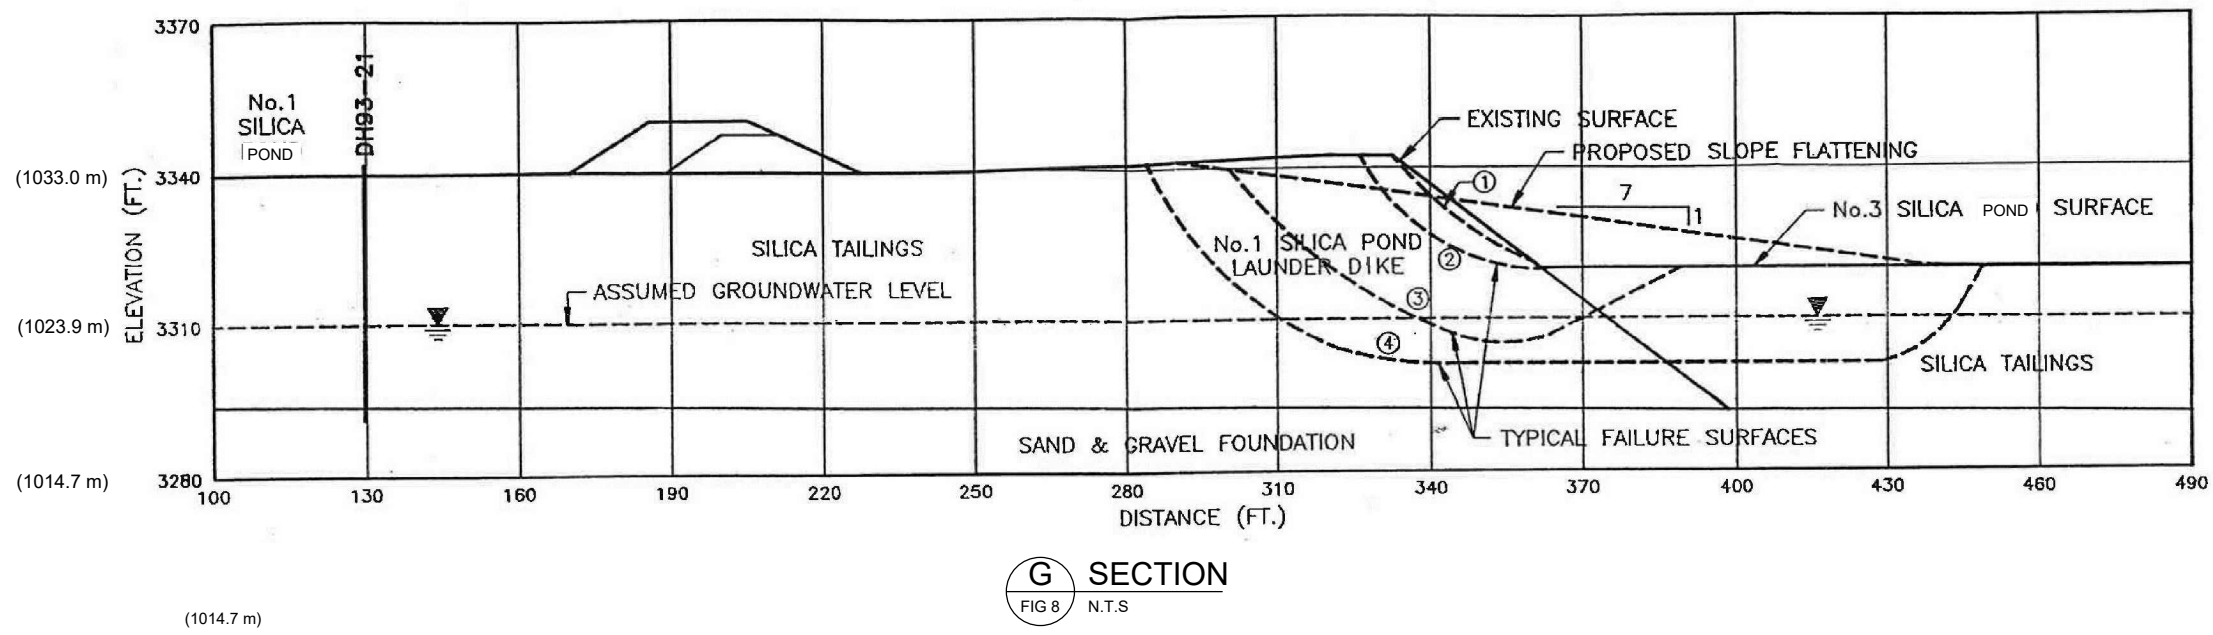 3370
No.1
SILICA
POND
DH93-21
EXISTING SURFACE
PROPOSED SLOPE FLATTENING
(1033.0 m)
3340
ELEVATION (FT.)
1
7
1
No.3 SILICA POND SURFACE
SILICA TAILINGS
No.1 SILICA POND
LAUNDER DIKE
2
ASSUMED GROUNDWATER LEVEL
3
(1023.9 m)
3310
4
SILICA TAILINGS
SAND & GRAVEL FOUNDATION
TYPICAL FAILURE SURFACES
(1014.7 m)
3280
100 130 160 190 220 250 280 310 340 370 400 430 460 490
DISTANCE (FT.)
G SECTION
FIG 8 N.T.S
(1014.7 m)